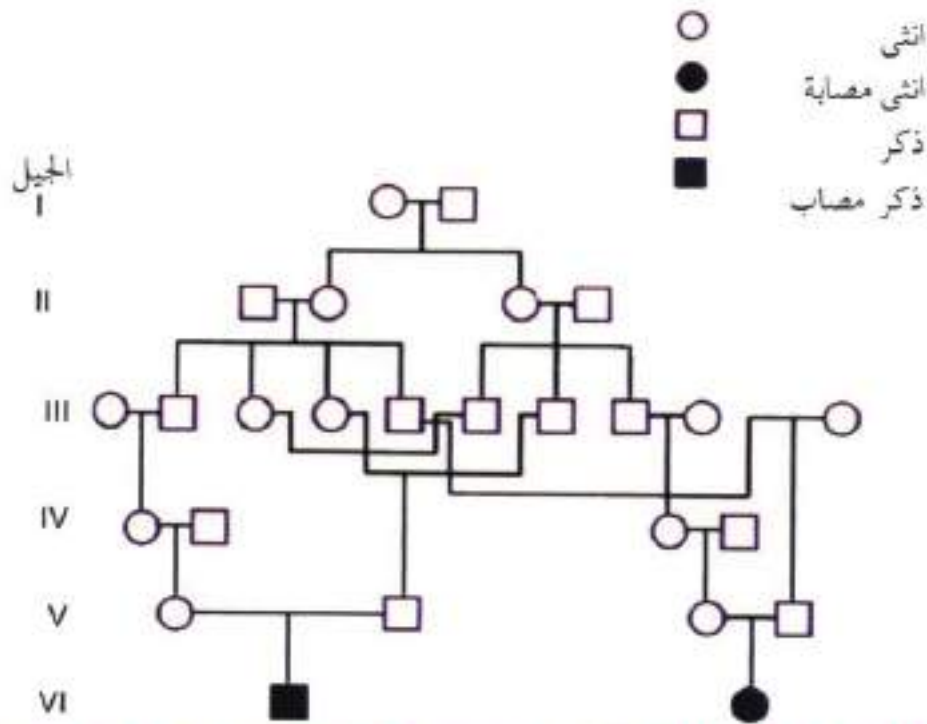 انثى
انثى مصابة
ذكر
ذكر مصاب
الجيل
I
II
III
IV
V
VI